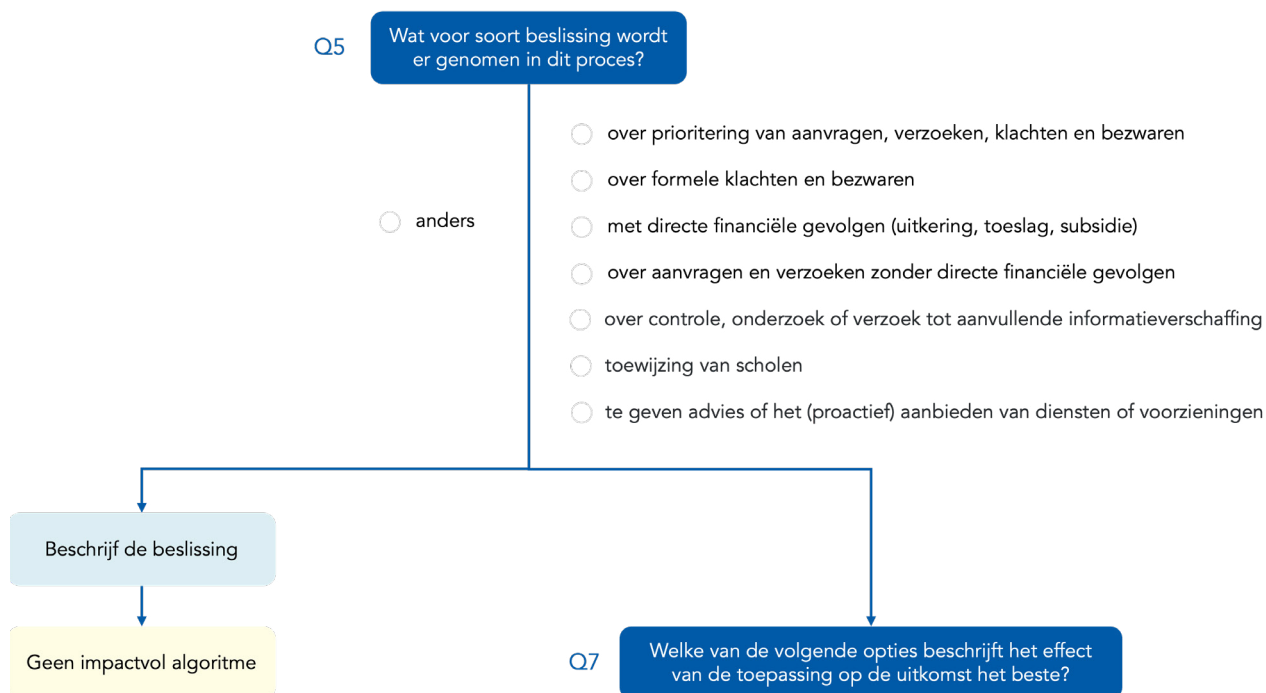 Q5
Wat voor soort beslissing wordt
er genomen in dit proces?
over prioritering van aanvragen, verzoeken, klachten en bezwaren
over formele klachten en bezwaren
anders
met directe financiële gevolgen (uitkering, toeslag, subsidie)
over aanvragen en verzoeken zonder directe financiële gevolgen
over controle, onderzoek of verzoek tot aanvullende informatieverschaffing
toewijzing van scholen
te geven advies of het (proactief) aanbieden van diensten of voorzieningen
Beschrijf de beslissing
Geen impactvol algoritme
Q7
Welke van de volgende opties beschrijft het effect
van de toepassing op de uitkomst het beste?